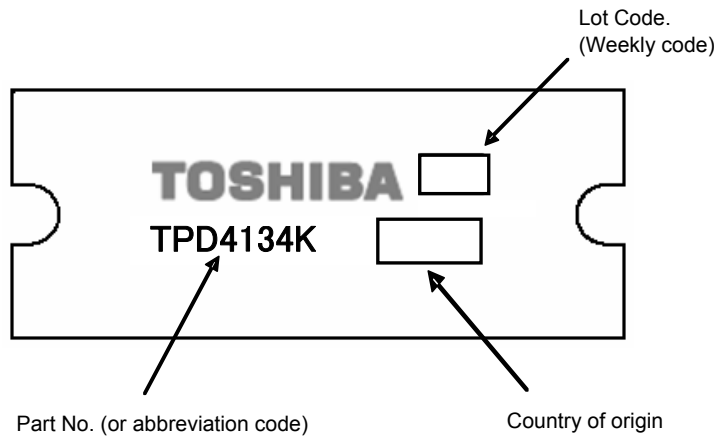 Lot Code.
(Weekly code)
TOSHIBA
TPD4134K
Part No. (or abbreviation code)
Country of origin